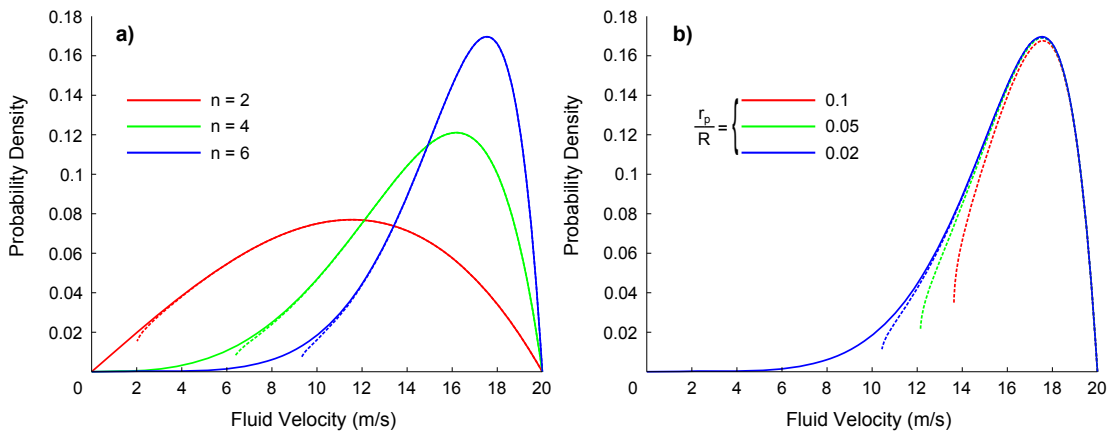 a)
0.18
0.16
0.14
0.12
0.1
0.08
0.06
0.04
0.02
Probability Density
n = 2
n = 4
n = 6
0 2 4 6 8 10 12 14 16 18 20
Fluid Velocity (m/s)
b)
0.18
0.16
0.14
0.12
0.1
0.08
0.06
0.04
0.02
Probability Density
r_p
R
=
0.1
0.05
0.02
0 2 4 6 8 10 12 14 16 18 20
Fluid Velocity (m/s)